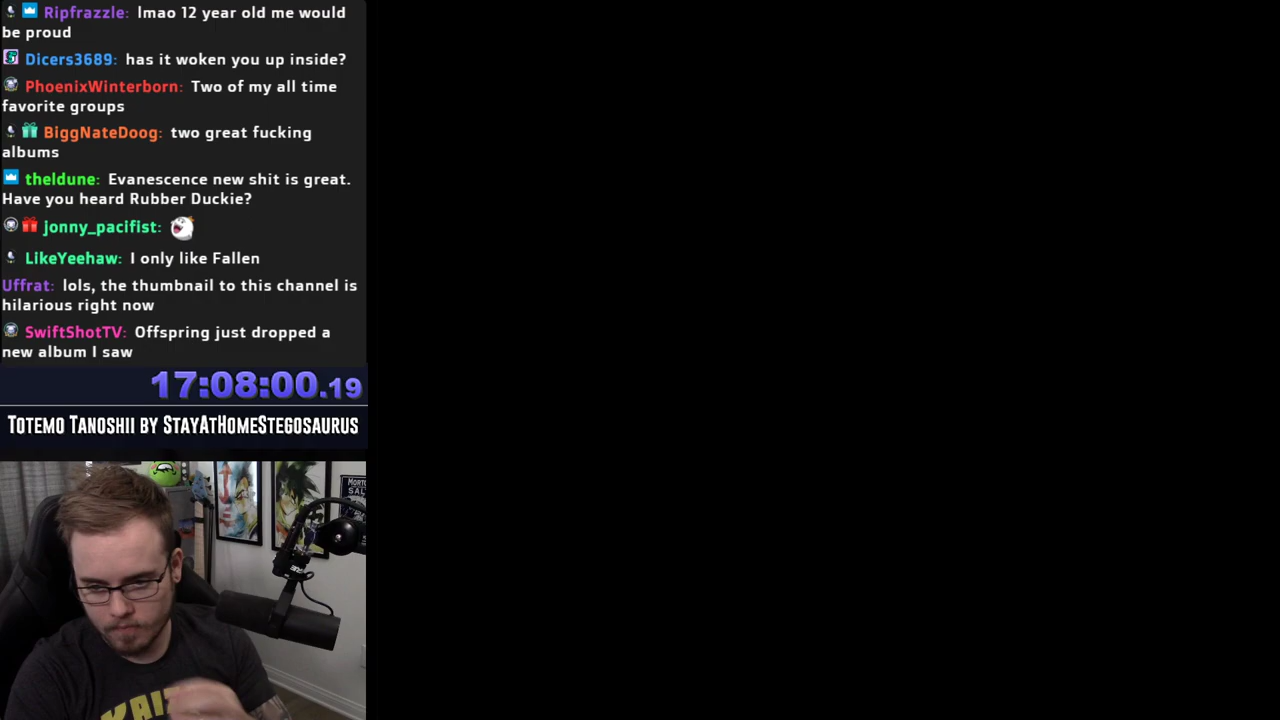 Ripfrazzle: lmao 12 year old me would
be proud
Dicers3689: has it woken you up inside?
PhoenixWinterborn: Two of my all time
favorite groups
BiggNateDoog: two great fucking
albums
theldune: Evanescence new shit is great.
Have you heard Rubber Duckie?
jonny_pacifist:
LikeYeehaw: I only like Fallen
Uffrat: lols, the thumbnail to this channel is
hilarious right now
SwiftShotTV: Offspring just dropped a
new album I saw
17:08:00.19
TOTEMO TANOSHII BY STAYATHOMESTEGOSAURUS